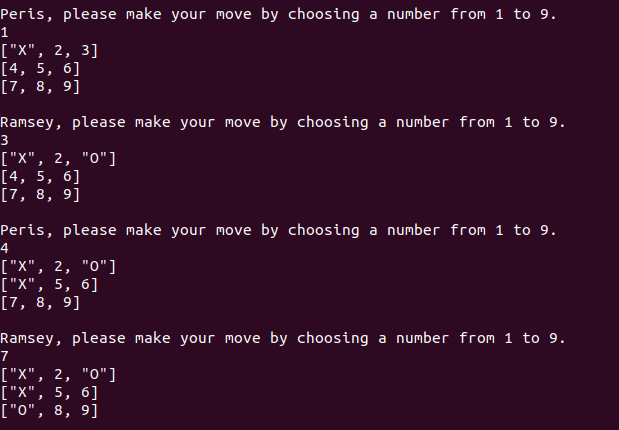 Peris, please make your move by choosing a number from 1 to 9.
1
["X", 2, 3]
[4, 5, 6]
[7, 8, 9]
Ramsey, please make your move by choosing a number from 1 to 9.
3
["X", 2, "O"]
[4, 5, 6]
[7, 8, 9]
Peris, please make your move by choosing a number from 1 to 9.
4
["X", 2, "O"]
["X", 5, 6]
[7, 8, 9]
Ramsey, please make your move by choosing a number from 1 to 9.
7
["X", 2, "O"]
["X", 5, 6]
["O", 8, 9]